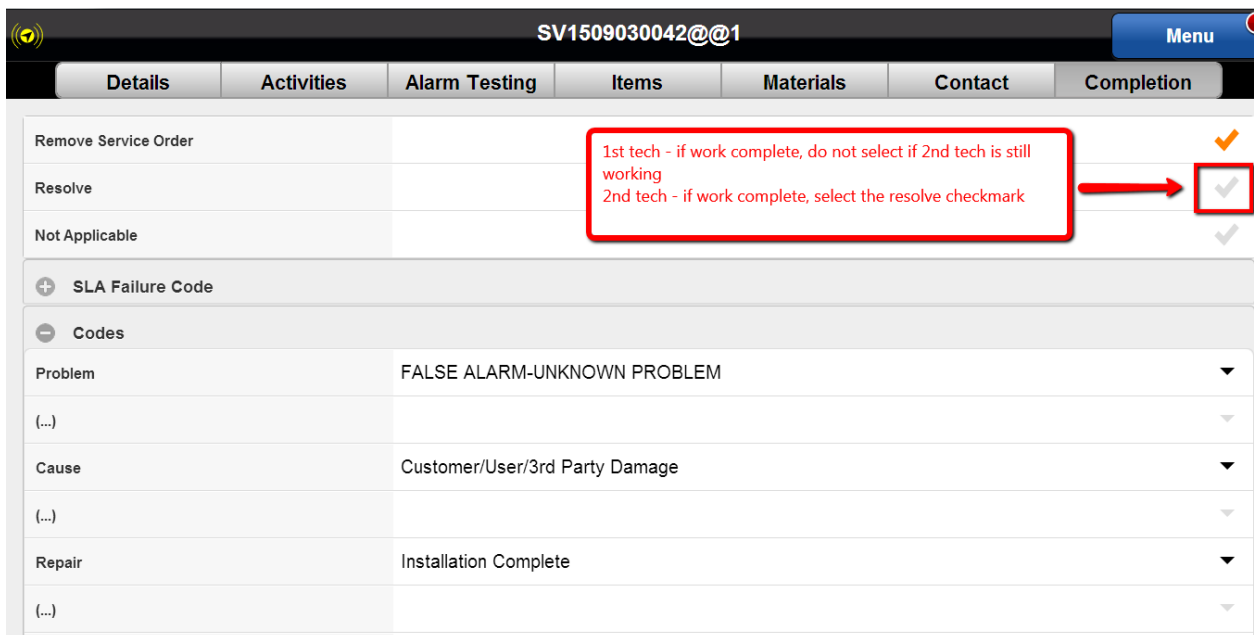 SV1509030042@@1
Menu
Details
Activities
Alarm Testing
Items
Materials
Contact
Completion
Remove Service Order
1st tech - if work complete, do not select if 2nd tech is still
working
2nd tech - if work complete, select the resolve checkmark
Resolve
Not Applicable
SLA Failure Code
Codes
Problem
FALSE ALARM-UNKNOWN PROBLEM
(...)
Cause
Customer/User/3rd Party Damage
(...)
Repair
Installation Complete
(...)